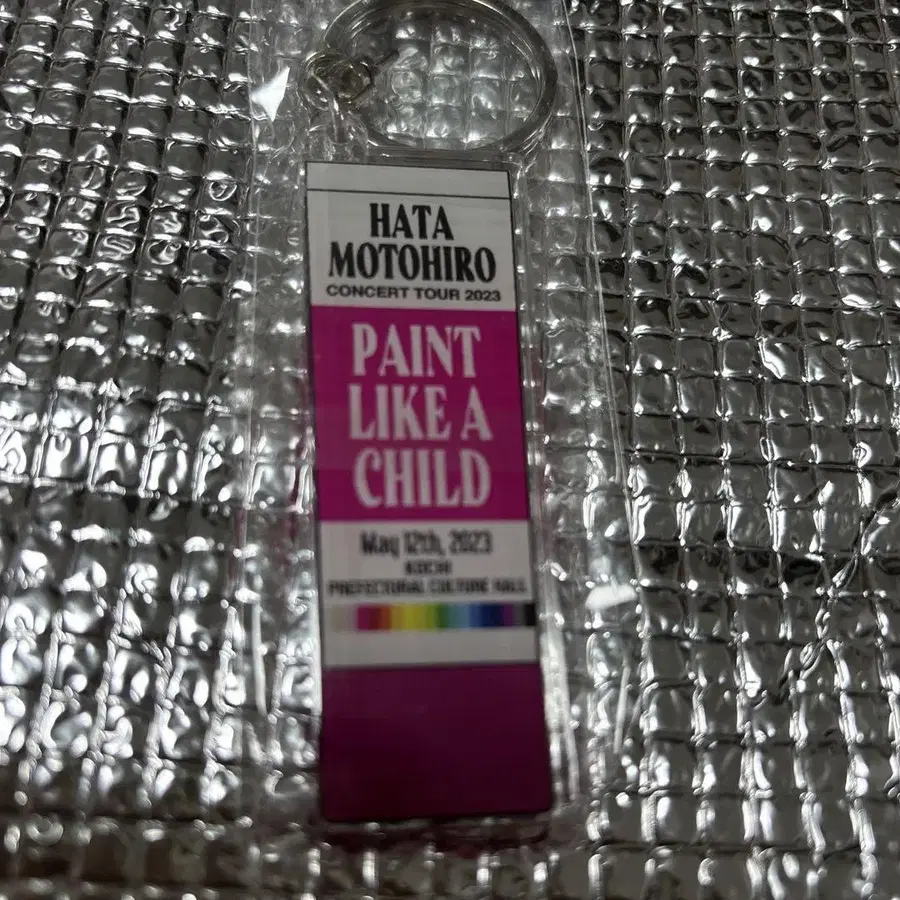 HATA
MOTOHIRO
CONCERT TOUR 2023
PAINT
LIKE A
CHILD
May 12th, 2023
KOCHI
PREFECTURAL CULTURE HALL